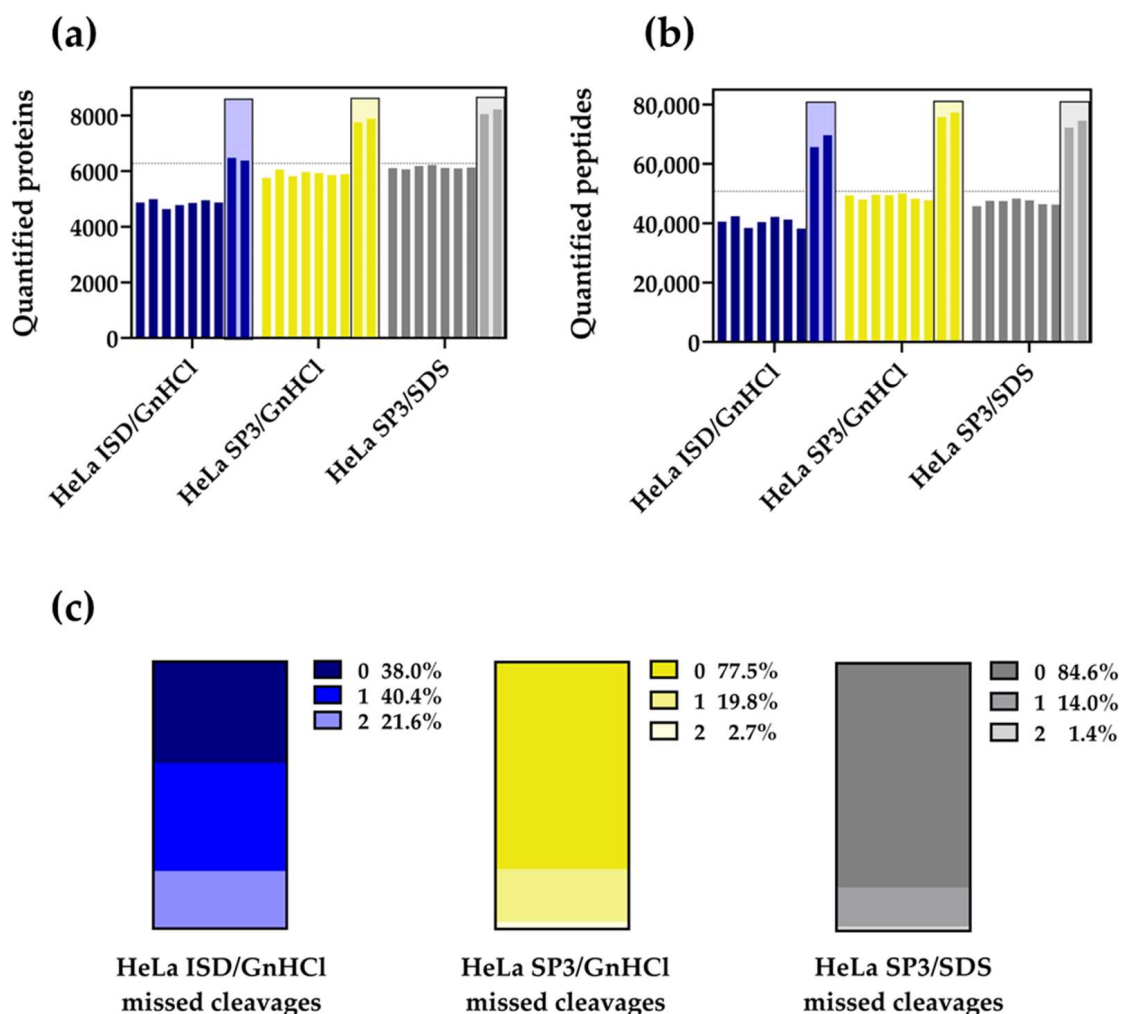 (a)
Quantified proteins
8000
6000
4000
2000
0
HeLa ISD/GnHCl
HeLa SP3/GnHCl
HeLa SP3/SDS
(b)
Quantified peptides
80,000
60,000
40,000
20,000
0
HeLa ISD/GnHCl
HeLa SP3/GnHCl
HeLa SP3/SDS
(c)
0 38.0%
1 40.4%
2 21.6%
HeLa ISD/GnHCl
missed cleavages
0 77.5%
1 19.8%
2 2.7%
HeLa SP3/GnHCl
missed cleavages
0 84.6%
1 14.0%
2 1.4%
HeLa SP3/SDS
missed cleavages